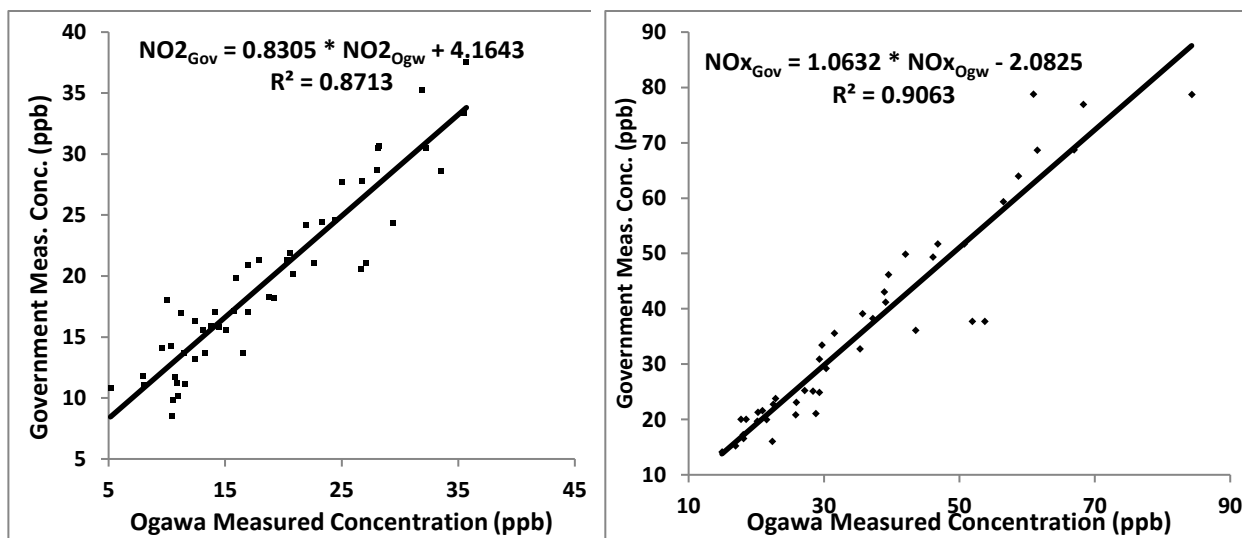 NO2Gov = 0.8305 * NO2Ogw + 4.1643
R² = 0.8713
Government Meas. Conc. (ppb)
40
35
30
25
20
15
10
5
5 15 25 35 45
Ogawa Measured Concentration (ppb)
NOxGov = 1.0632 * NOxOgw - 2.0825
R² = 0.9063
Government Meas. Conc. (ppb)
90
80
70
60
50
40
30
20
10
10 30 50 70 90
Ogawa Measured Concentration (ppb)